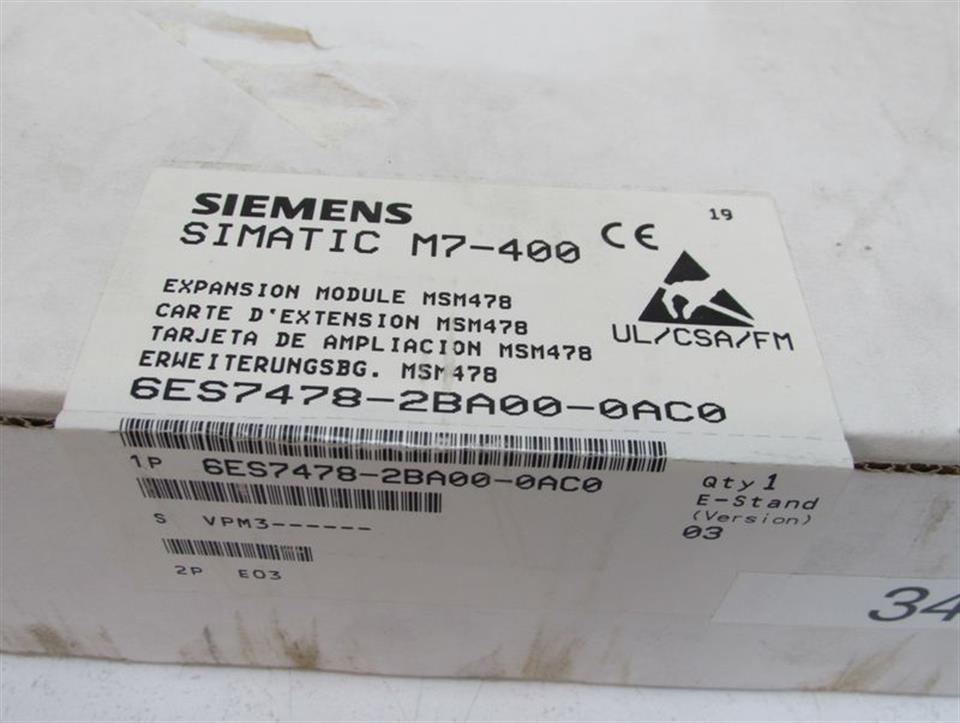 SIEMENS
SIMATIC M7-400
CE
19
EXPANSION MODULE MSM478
CARTE D'EXTENSION MSM478
TARJETA DE AMPLIACION MSM478
ERWEITERUNGSBG. MSM478
UL/CSA/FM
6ES7478-2BA00-0AC0
1P 6ES7478-2BA00-0AC0
Qty 1
E-Stand
(Version)
03
S VPM3------
2P E03
34